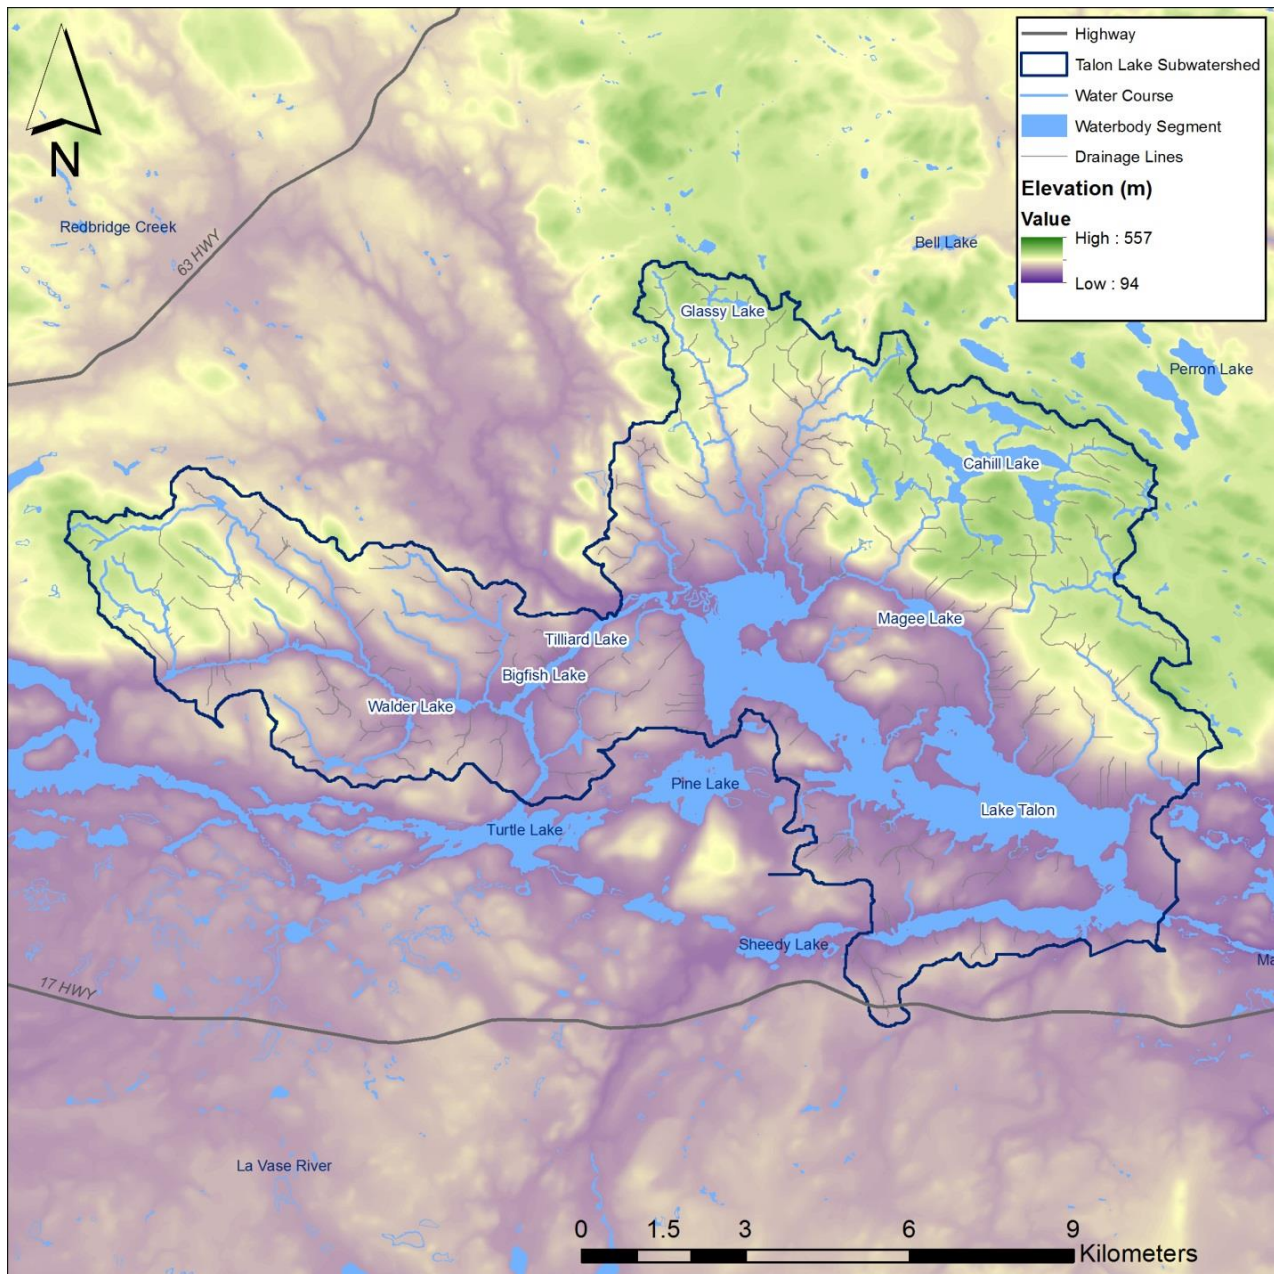 Highway
Talon Lake Subwatershed
Water Course
Waterbody Segment
Drainage Lines
Elevation (m)
Value
High : 557
Low : 94
N
Redbridge Creek
63 HWY
Bell Lake
Glassy Lake
Perron Lake
Cahill Lake
Magee Lake
Tilliard Lake
Bigfish Lake
Walder Lake
Pine Lake
Lake Talon
Turtle Lake
Sheedy Lake
Ma
17 HWY
La Vase River
0 1.5 3 6 9
Kilometers